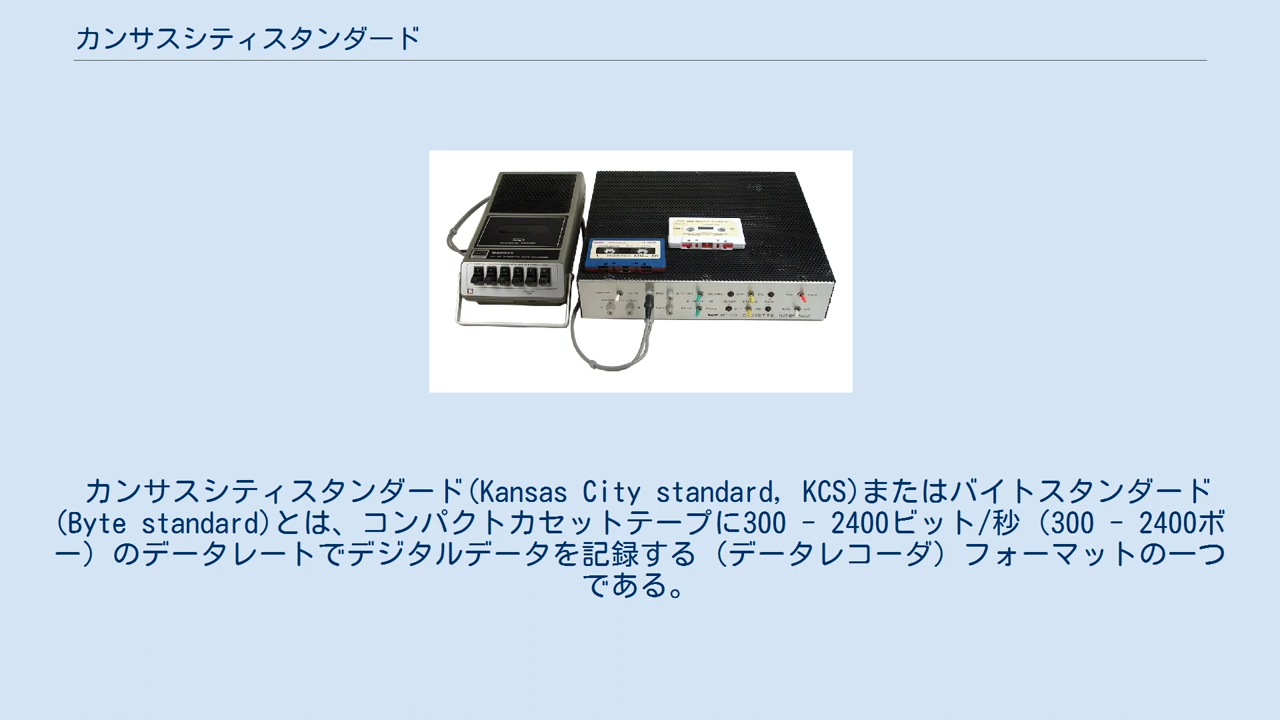 カンサスシティスタンダード
カンサスシティスタンダード(Kansas City standard, KCS)またはバイトスタンダード
(Byte standard)とは、コンパクトカセットテープに300 - 2400ビット/秒（300 - 2400ボ
ー）のデータレートでデジタルデータを記録する（データレコーダ）フォーマットの一つ
である。